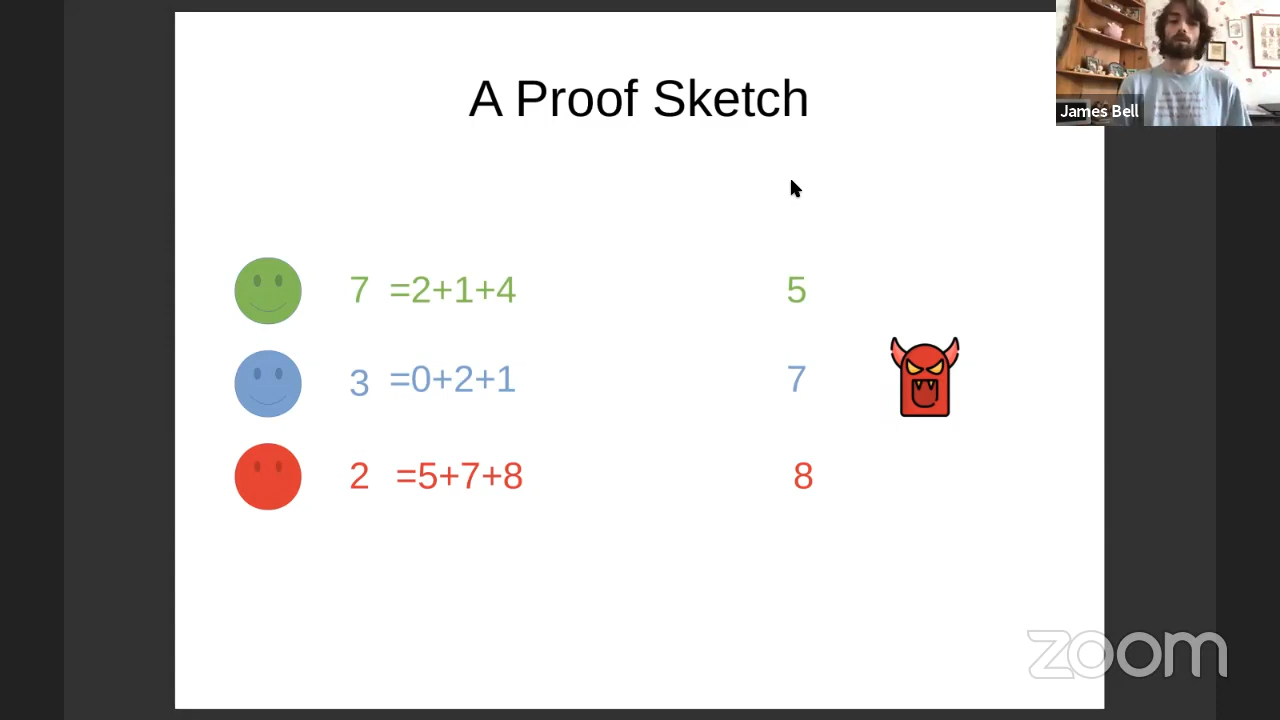 A Proof Sketch
James Bell
7 =2+1+4 5
3 =0+2+1 7
2 =5+7+8 8
zoom